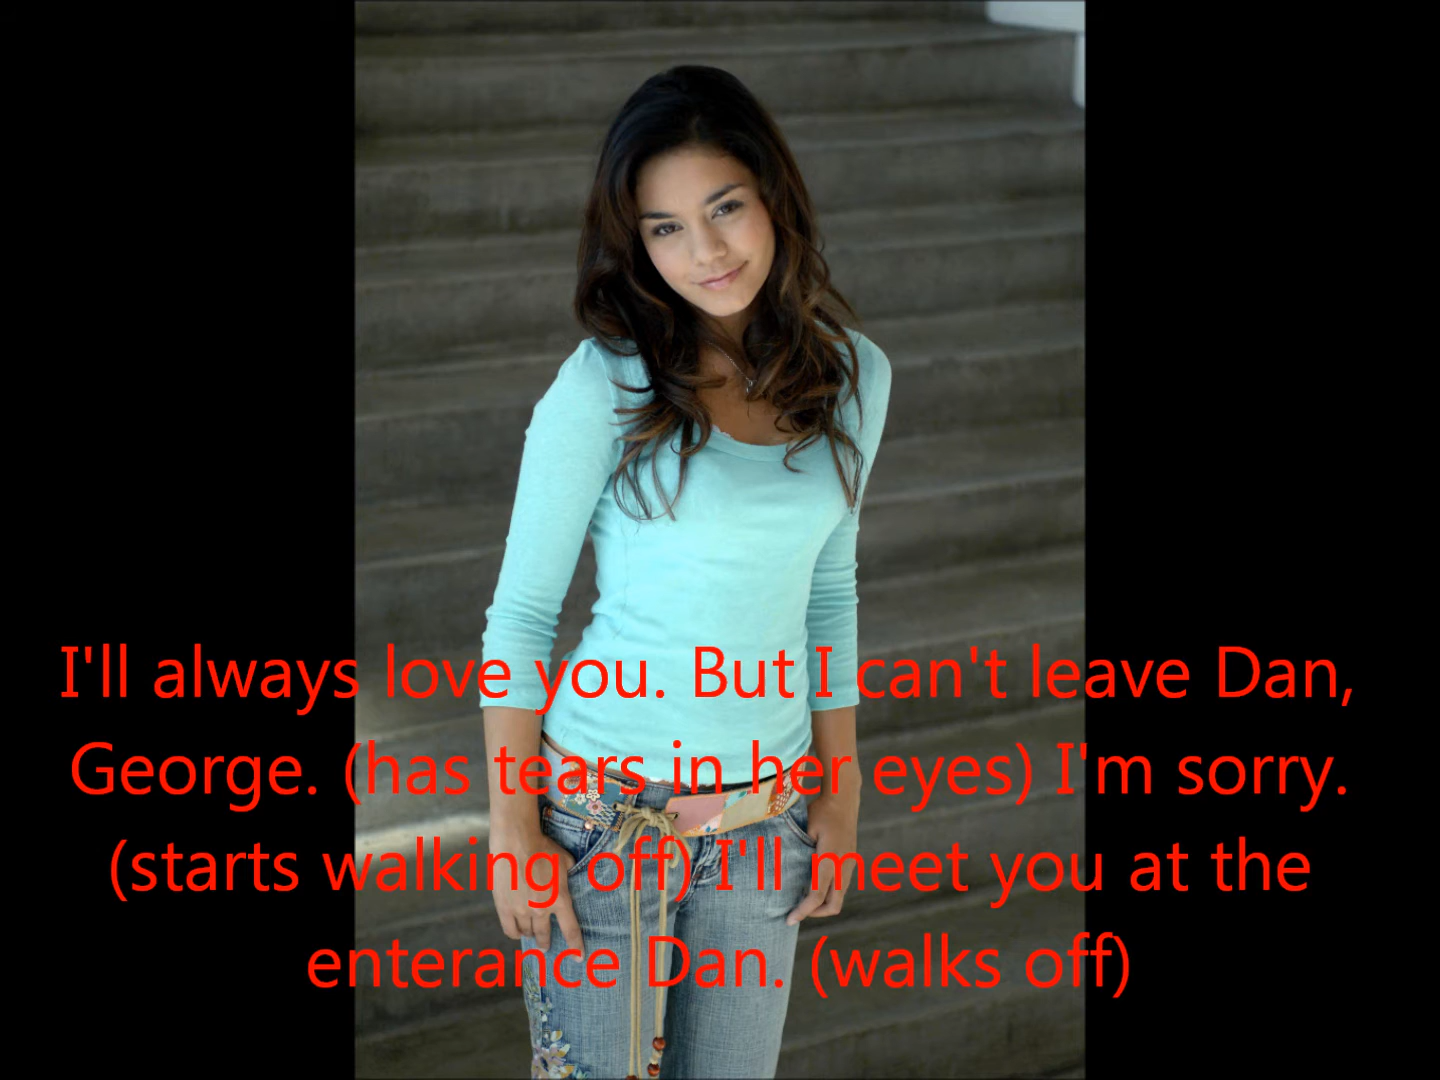 I'll always love you. But I can't leave Dan,
George. (has tears in her eyes) I'm sorry.
(starts walking off) I'll meet you at the
enterance Dan. (walks off)